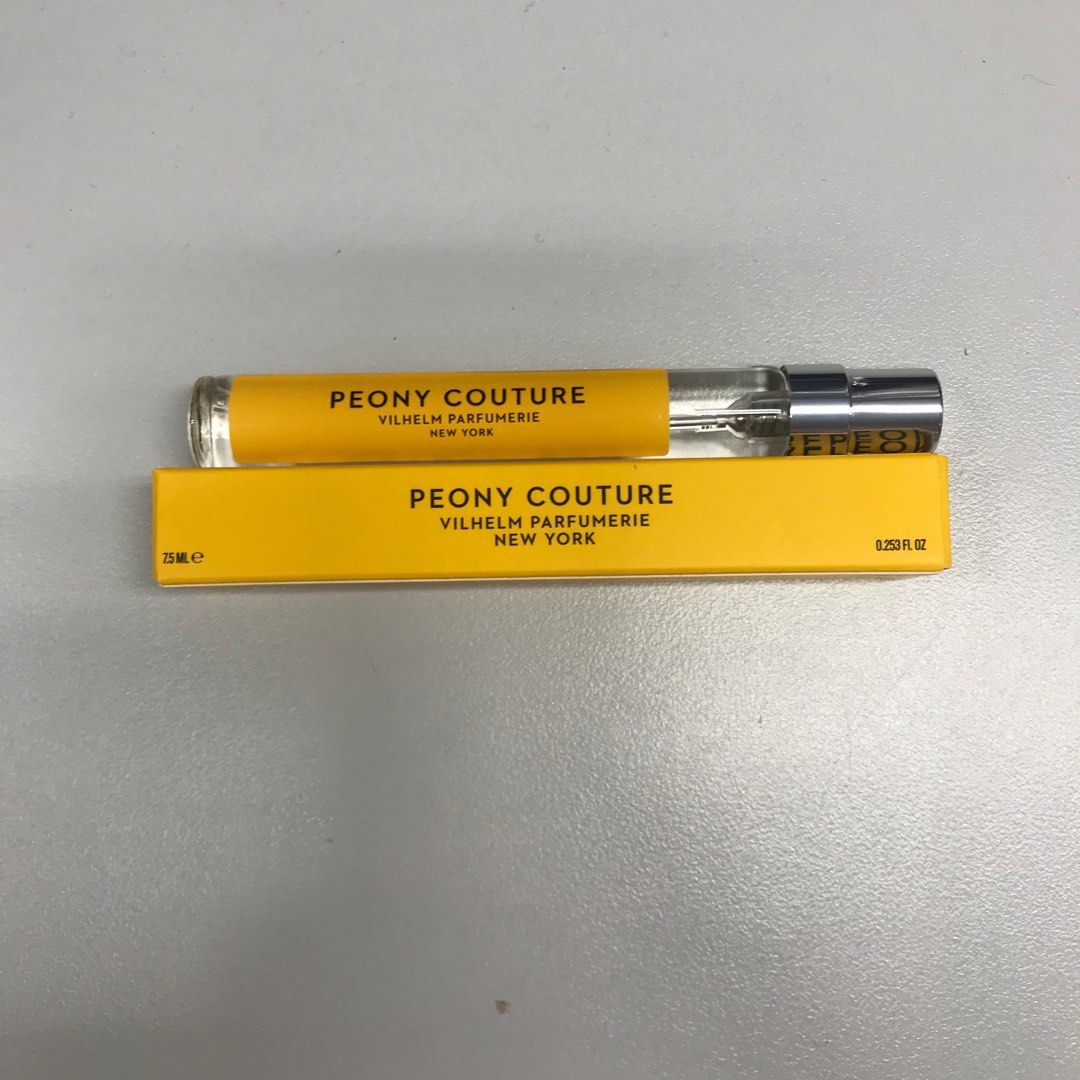 PEONY COUTURE
VILHELM PARFUMERIE
NEW YORK
PEONY COUTURE
VILHELM PARFUMERIE
NEW YORK
7.5 ML ℮
0.253 FL. OZ